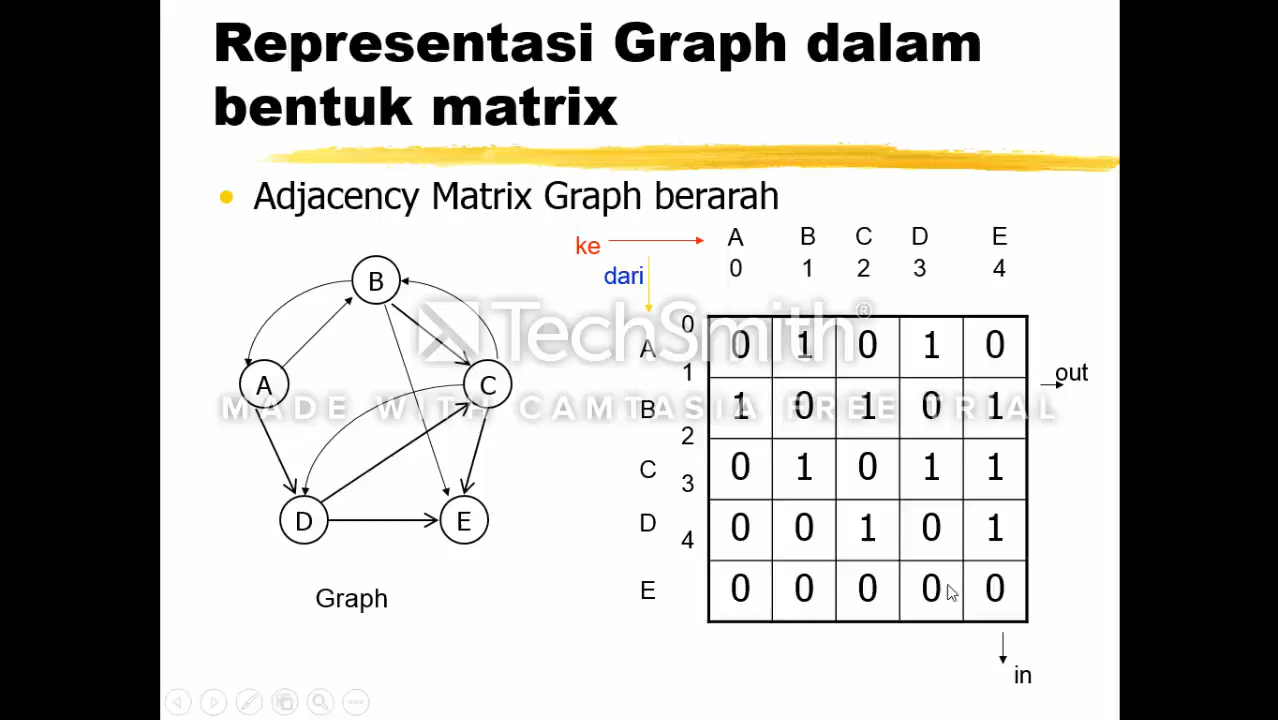 Representasi Graph dalam
bentuk matrix
Adjacency Matrix Graph berarah
ke
dari
A B C D E
0 1 2 3 4
B
A
C
D
E
Graph
0
A 0 1 0 1 0
1
out
B 1 0 1 0 1
2
C 0 1 0 1 1
3
D 0 0 1 0 1
4
E 0 0 0 0 0
in
TechSmith®
MADE WITH CAMTASIA FREE TRIAL